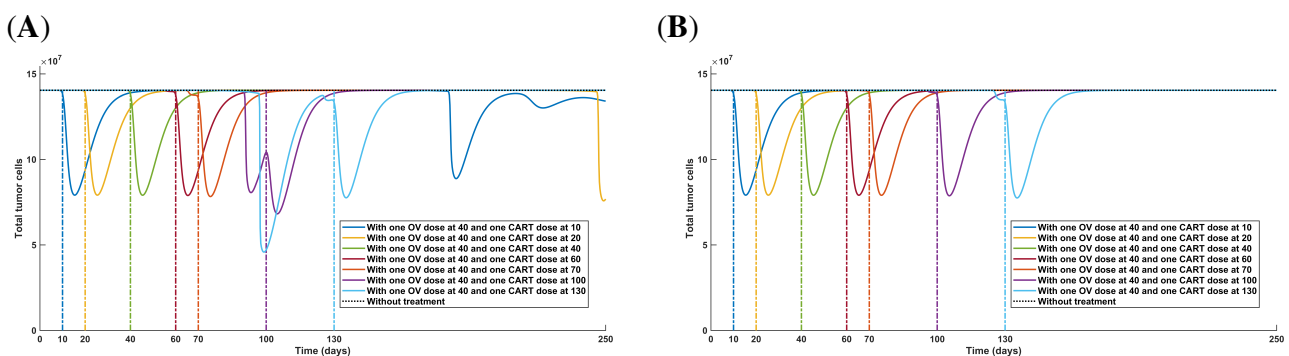 (A)
×10^7
15
10
5
0
Total tumor cells
0 10 20 40 60 70 100 130 250
Time (days)
With one OV dose at 40 and one CART dose at 10
With one OV dose at 40 and one CART dose at 20
With one OV dose at 40 and one CART dose at 40
With one OV dose at 40 and one CART dose at 60
With one OV dose at 40 and one CART dose at 70
With one OV dose at 40 and one CART dose at 100
With one OV dose at 40 and one CART dose at 130
Without treatment
(B)
×10^7
15
10
5
0
Total tumor cells
0 10 20 40 60 70 100 130 250
Time (days)
With one OV dose at 40 and one CART dose at 10
With one OV dose at 40 and one CART dose at 20
With one OV dose at 40 and one CART dose at 40
With one OV dose at 40 and one CART dose at 60
With one OV dose at 40 and one CART dose at 70
With one OV dose at 40 and one CART dose at 100
With one OV dose at 40 and one CART dose at 130
Without treatment